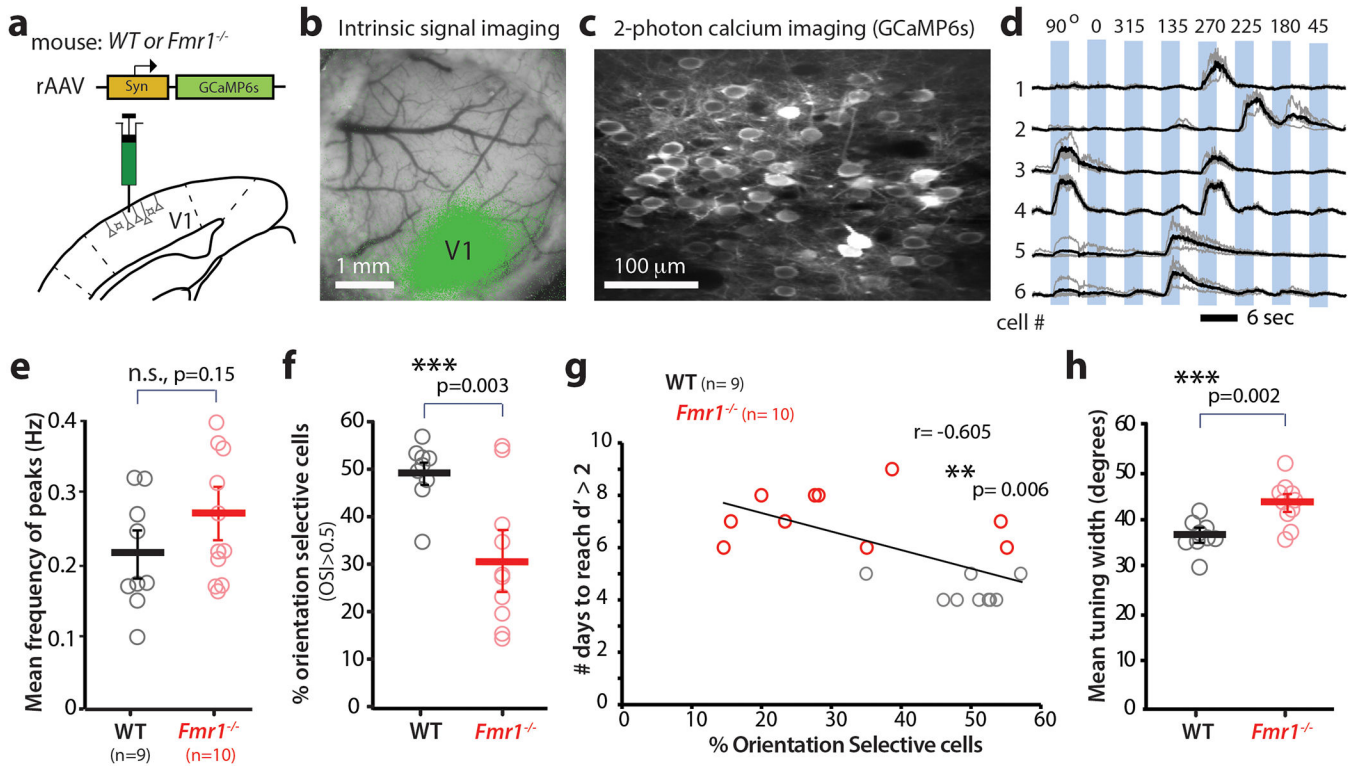 a
mouse: WT or Fmr1-/-
rAAV
Syn
GCaMP6s
V1
b
Intrinsic signal imaging
V1
1 mm
c
2-photon calcium imaging (GCaMP6s)
100 μm
d
90° 0 315 135 270 225 180 45
1
2
3
4
5
6
cell #
6 sec
e
n.s., p=0.15
Mean frequency of peaks (Hz)
0.4
0.3
0.2
0.1
0
WT
(n=9)
Fmr1-/-
(n=10)
f
***
p=0.003
% orientation selective cells
(OSI>0.5)
60
50
40
30
20
10
0
WT
Fmr1-/-
g
WT (n= 9)
Fmr1-/- (n= 10)
r= -0.605
**
p= 0.006
# days to reach d' > 2
10
8
6
4
2
0
0 10 20 30 40 50 60
% Orientation Selective cells
h
***
p=0.002
Mean tuning width (degrees)
60
50
40
30
20
10
0
WT
Fmr1-/-